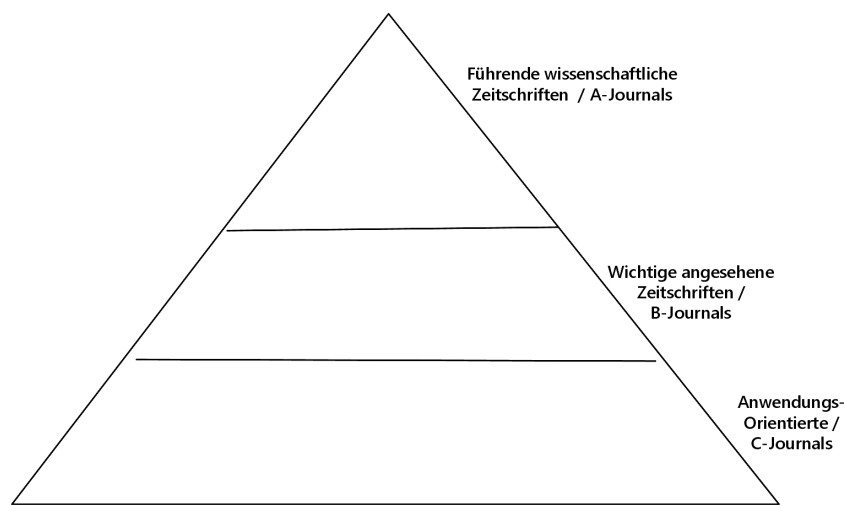 Führende wissenschaftliche
Zeitschriften / A-Journals
Wichtige angesehene
Zeitschriften /
B-Journals
Anwendungs-
Orientierte /
C-Journals